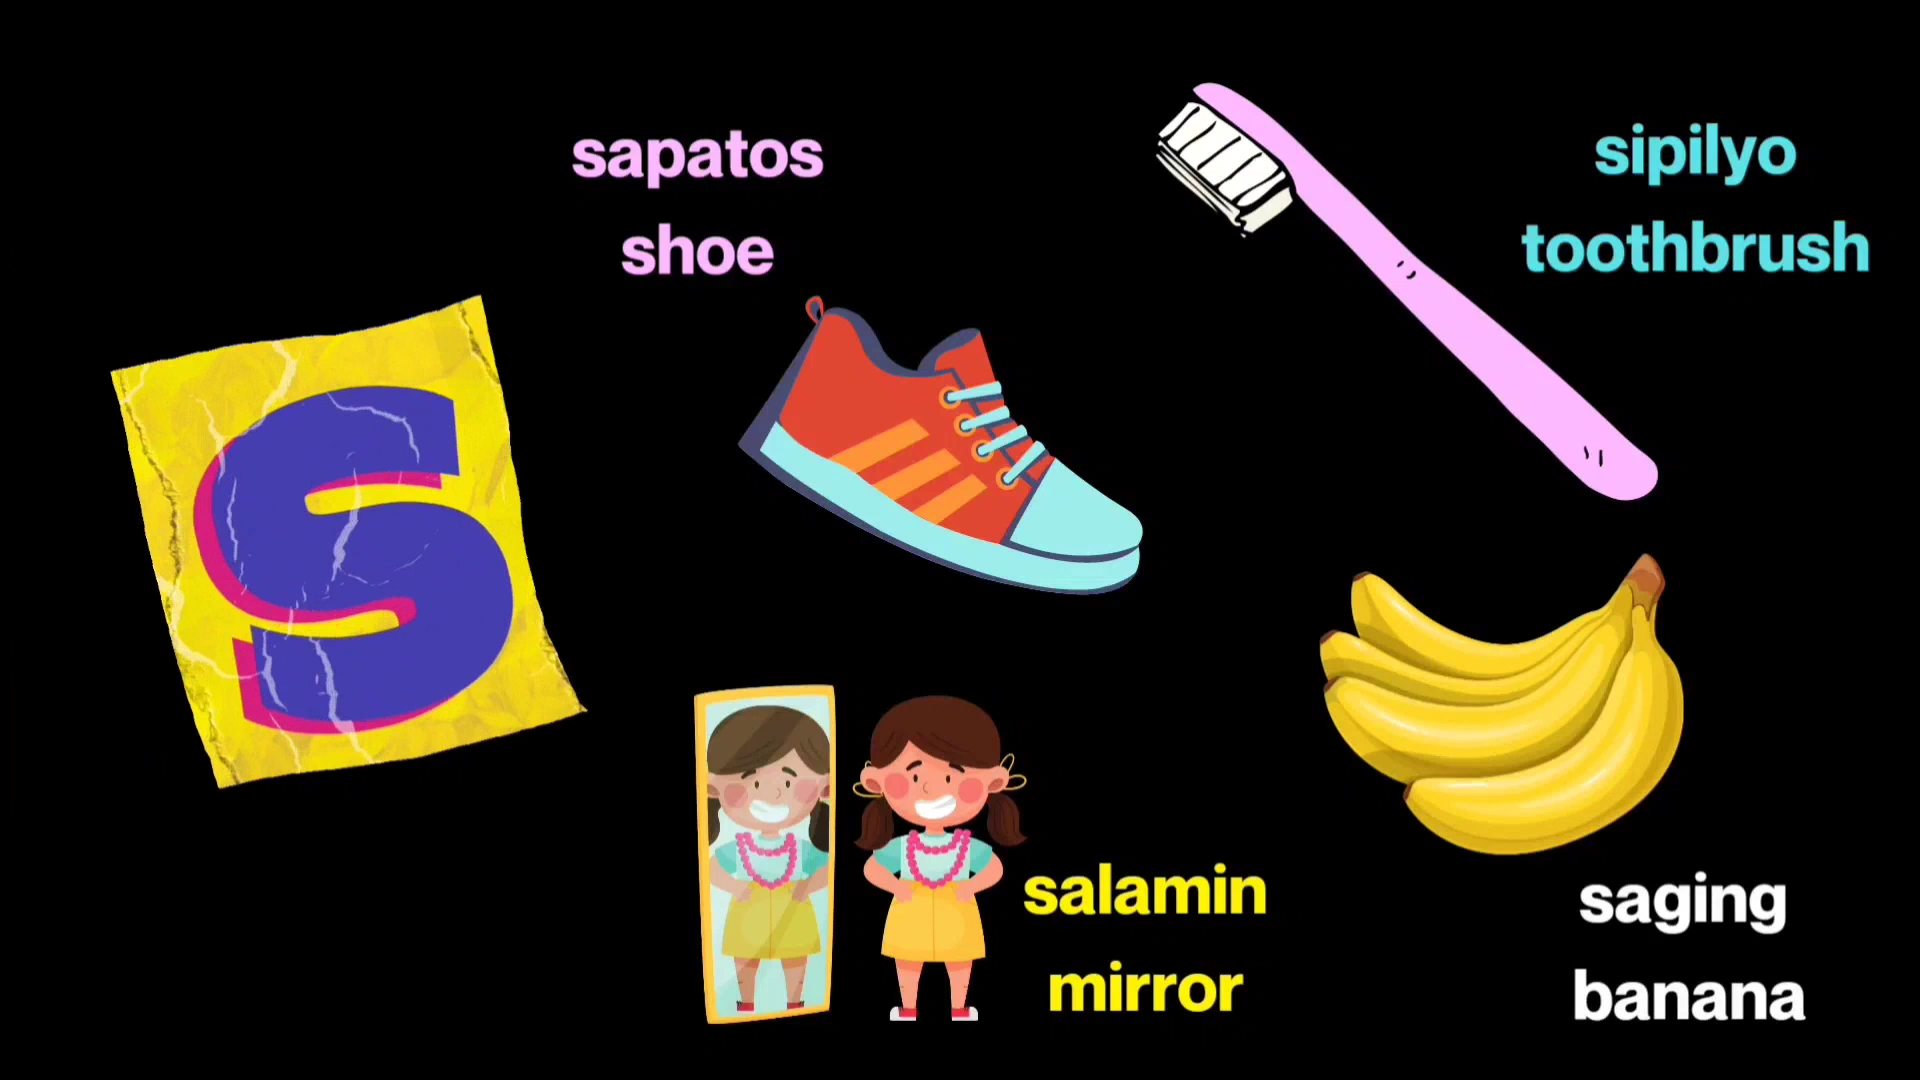 S
sapatos
shoe
sipilyo
toothbrush
salamin
mirror
saging
banana